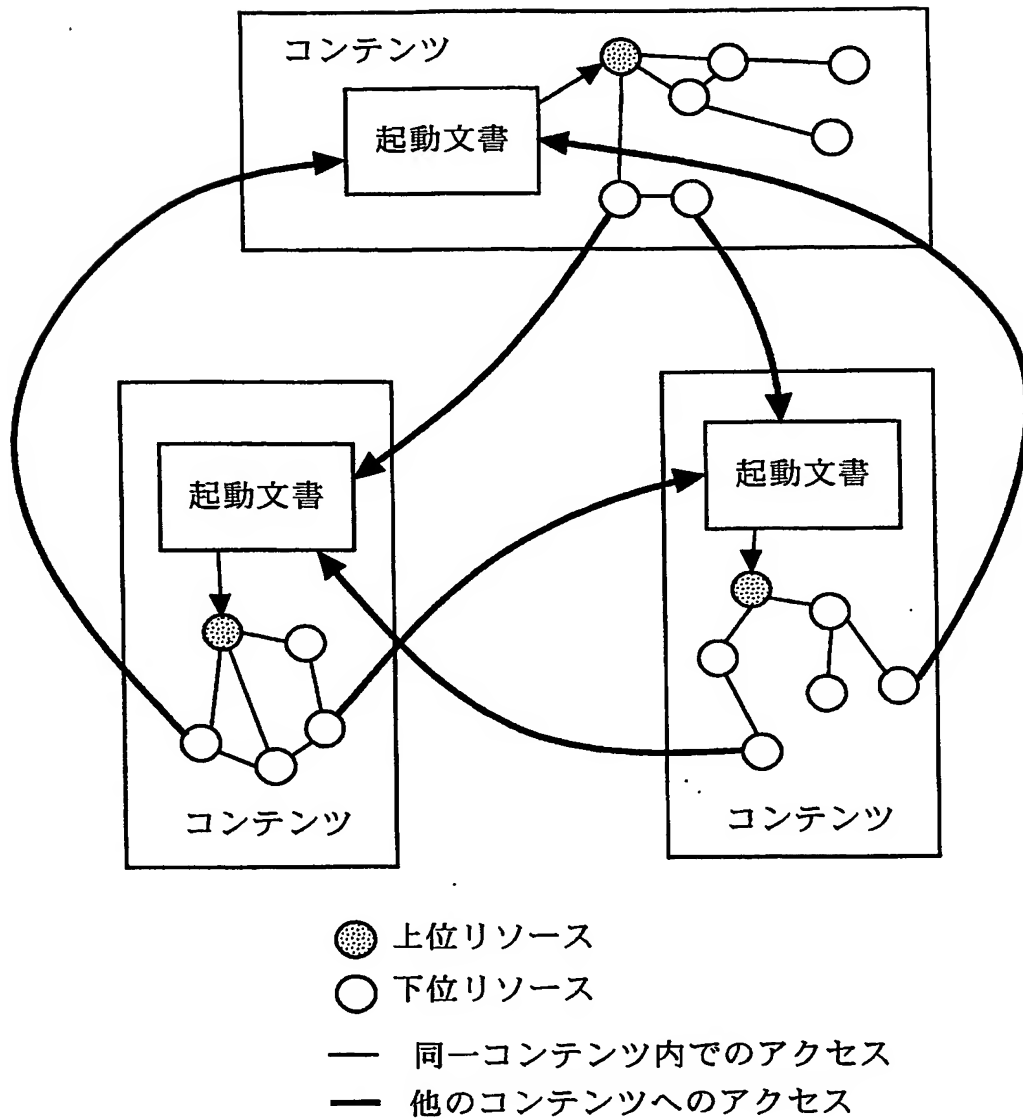 コンテンツ
起動文書
起動文書
起動文書
コンテンツ
コンテンツ
上位リソース
下位リソース
同一コンテンツ内でのアクセス
他のコンテンツへのアクセス